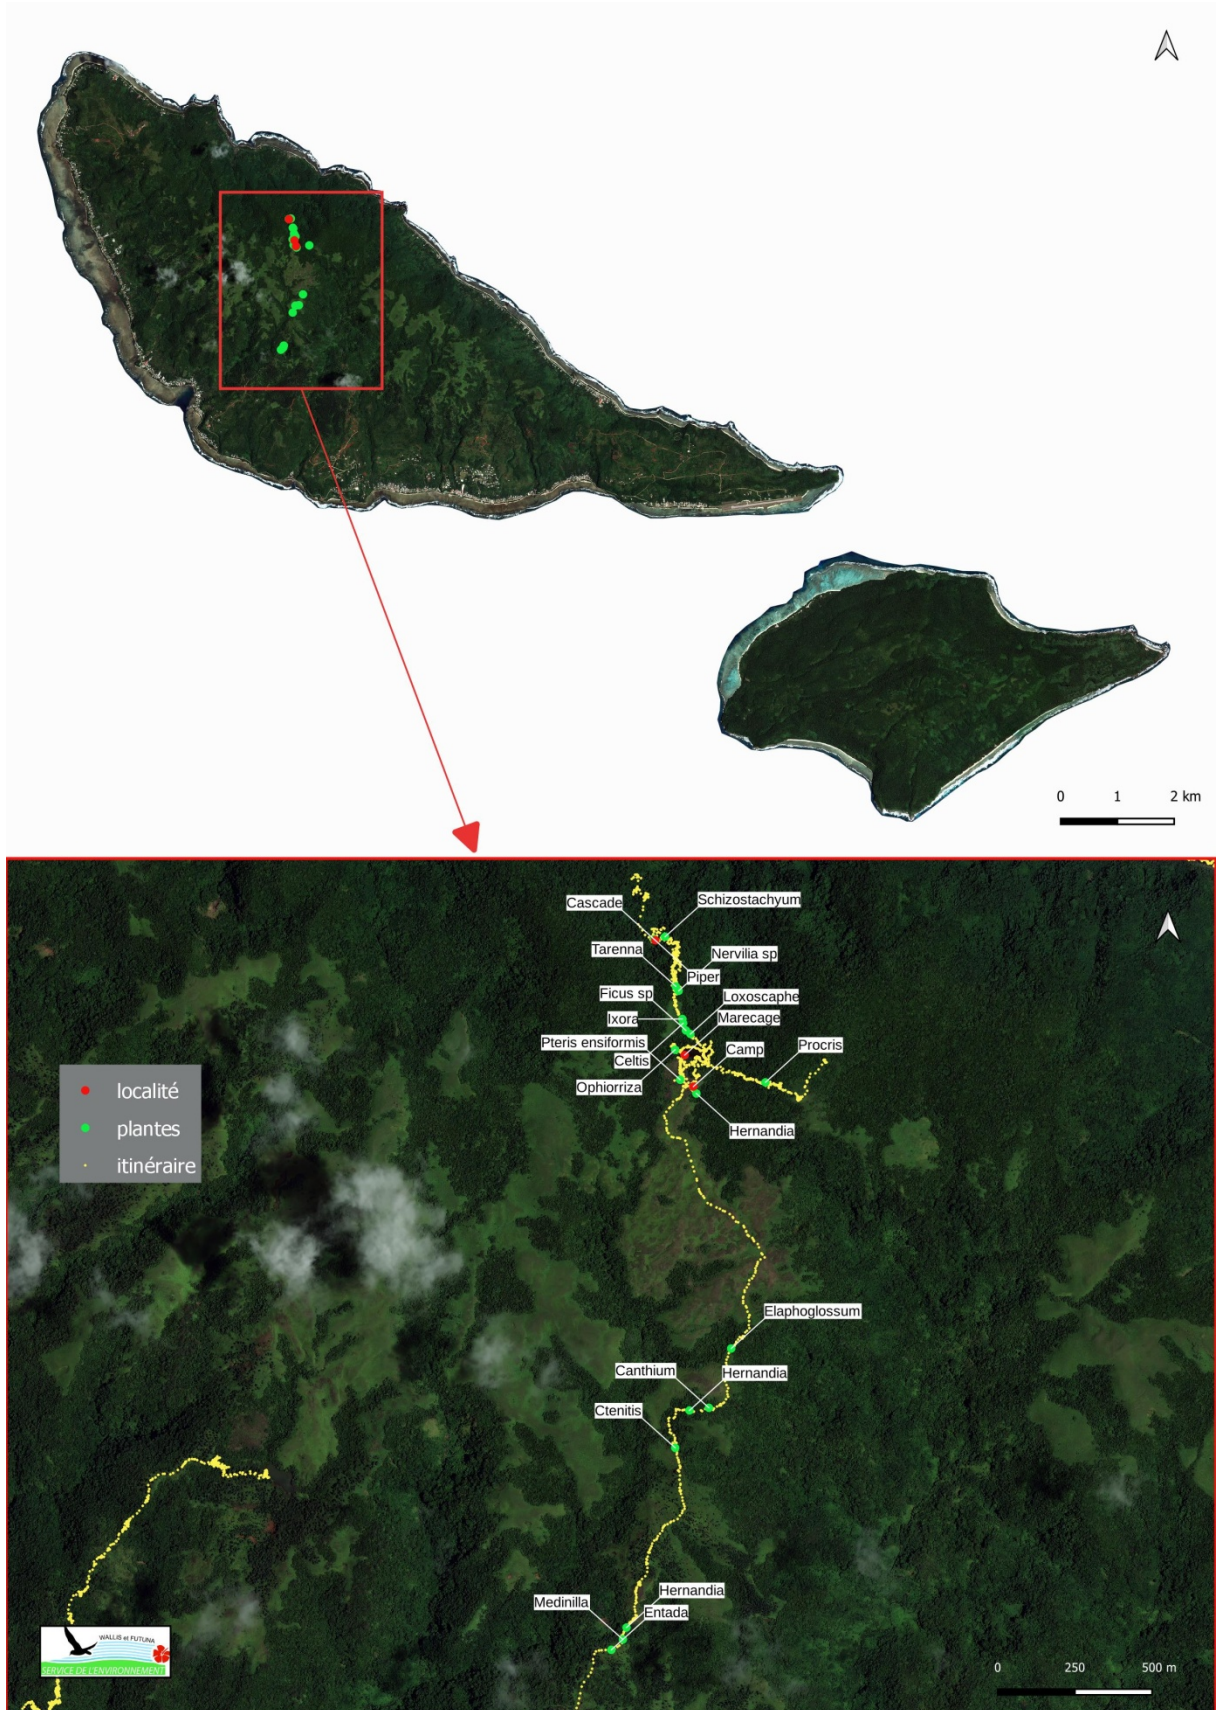 0 1 2 km
Cascade
Schizostachyum
Tarenna
Nervilia sp
Piper
Ficus sp
Loxoscaphe
Ixora
Marecage
Pteris ensiformis
Camp
Procris
Celtis
Ophiorriza
Hernandia
localité
plantes
itinéraire
Elaphoglossum
Canthium
Hernandia
Ctenitis
Hernandia
Medinilla
Entada
WALLIS et FUTUNA
SERVICE DE L'ENVIRONNEMENT
0 250 500 m